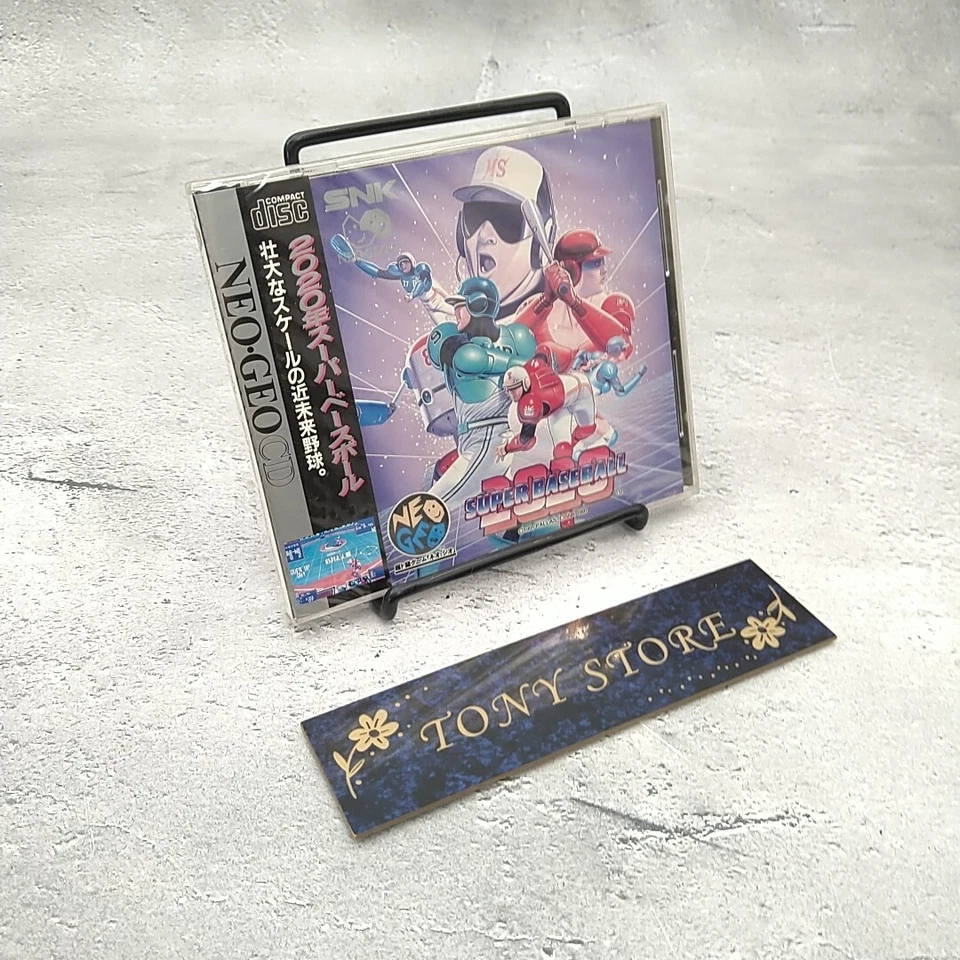 COMPACT
disc
NEO·GEO CD
2020年スーパーベースボール
壮大なスケールの近未来野球。
SNK
MS
SUPER BASEBALL
2020
NEO
GEO
TONY STORE